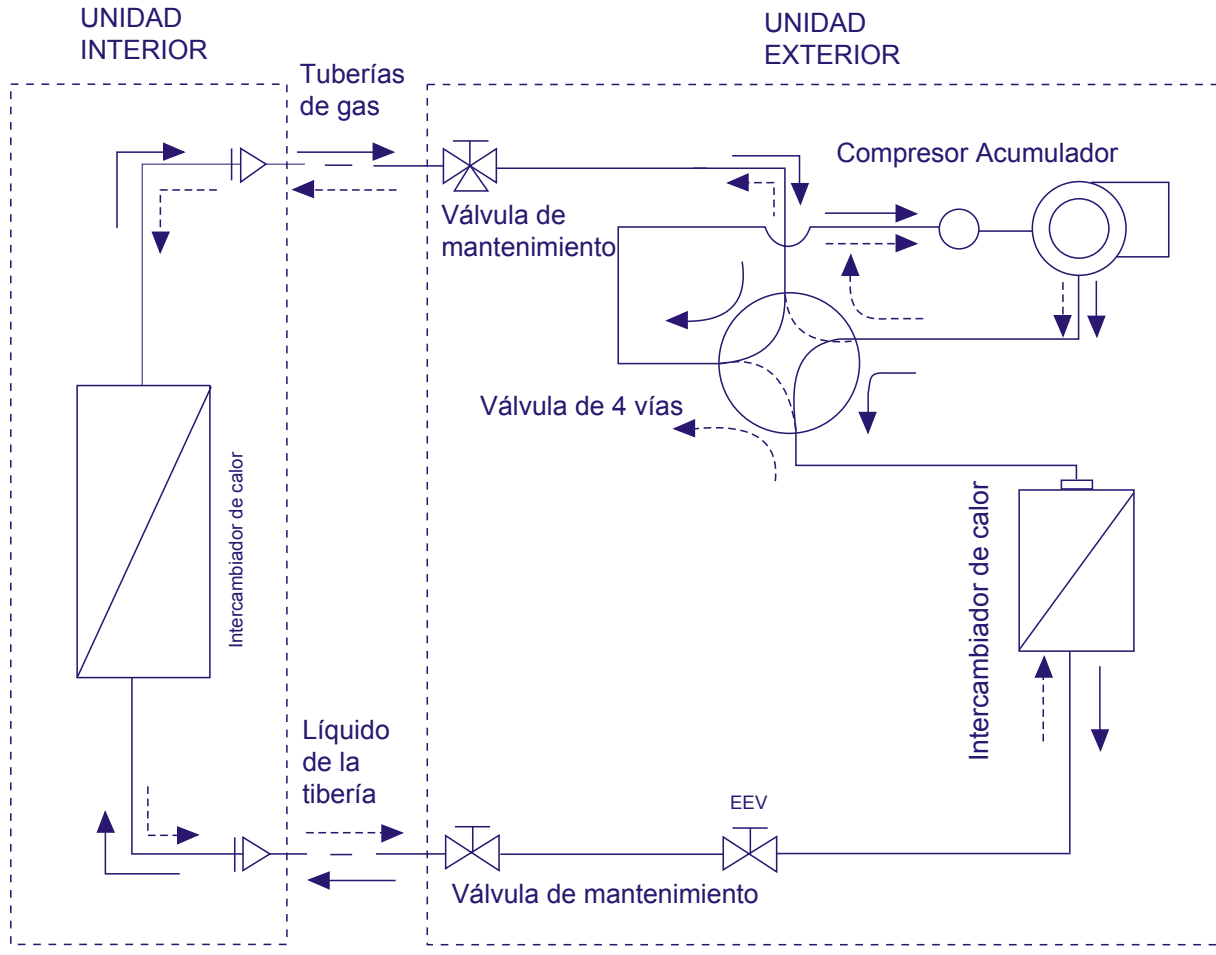 UNIDAD
INTERIOR
UNIDAD
EXTERIOR
Tuberías
de gas
Compresor Acumulador
Válvula de
mantenimiento
Válvula de 4 vías
Intercambiador de calor
Intercambiador de calor
Líquido
de la
tibería
EEV
Válvula de mantenimiento